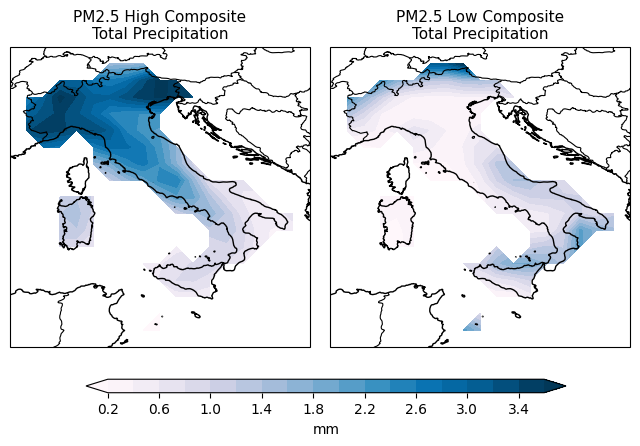 PM2.5 High Composite
Total Precipitation
PM2.5 Low Composite
Total Precipitation
0.2 0.6 1.0 1.4 1.8 2.2 2.6 3.0 3.4
mm